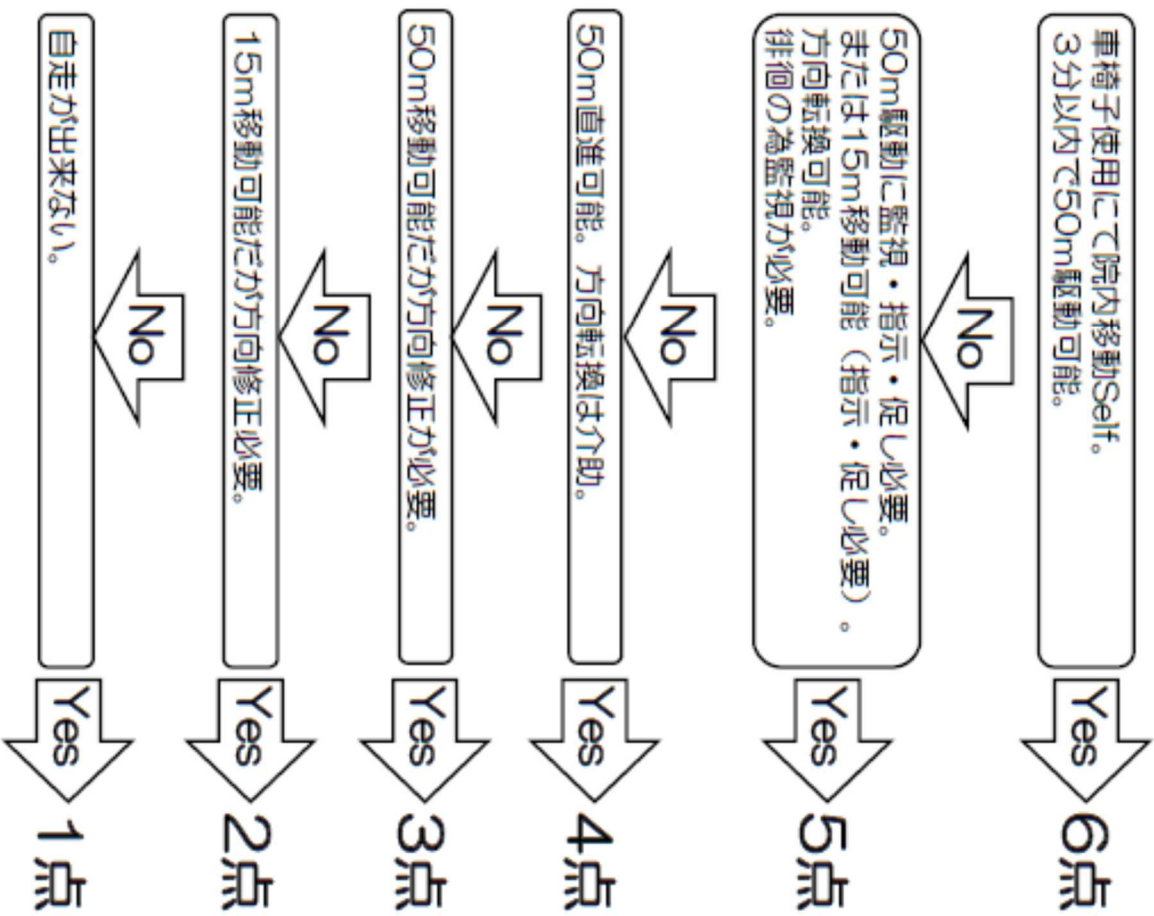 車椅子使用にて院内移動Self。
3分以内で50m駆動可能。
Yes
6点
No
50m駆動に監視・指示・促し必要。
または15m移動可能（指示・促し必要）。
方向転換可能。
徘徊の為監視が必要。
Yes
5点
No
50m直進可能。方向転換は介助。
Yes
4点
No
50m移動可能だが方向修正が必要。
Yes
3点
No
15m移動可能だが方向修正必要。
Yes
2点
No
自走が出来ない。
Yes
1点